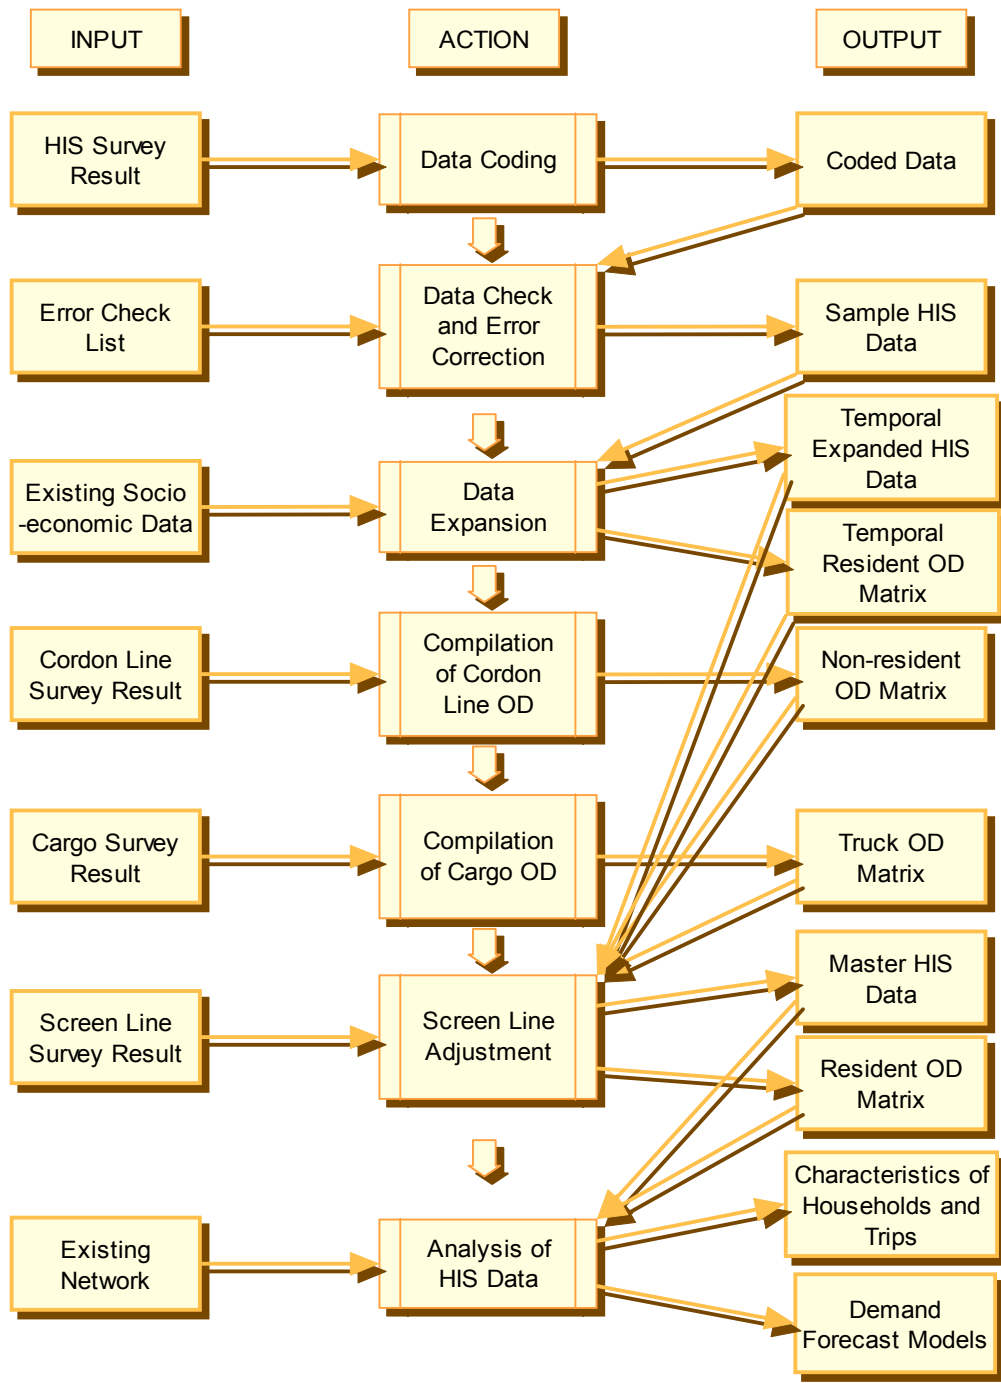 INPUT
ACTION
OUTPUT
HIS Survey
Result
Data Coding
Coded Data
Error Check
List
Data Check
and Error
Correction
Sample HIS
Data
Existing Socio
-economic Data
Data
Expansion
Temporal
Expanded HIS
Data
Temporal
Resident OD
Matrix
Cordon Line
Survey Result
Compilation
of Cordon
Line OD
Non-resident
OD Matrix
Cargo Survey
Result
Compilation
of Cargo OD
Truck OD
Matrix
Screen Line
Survey Result
Screen Line
Adjustment
Master HIS
Data
Resident OD
Matrix
Existing
Network
Analysis of
HIS Data
Characteristics of
Households and
Trips
Demand
Forecast Models